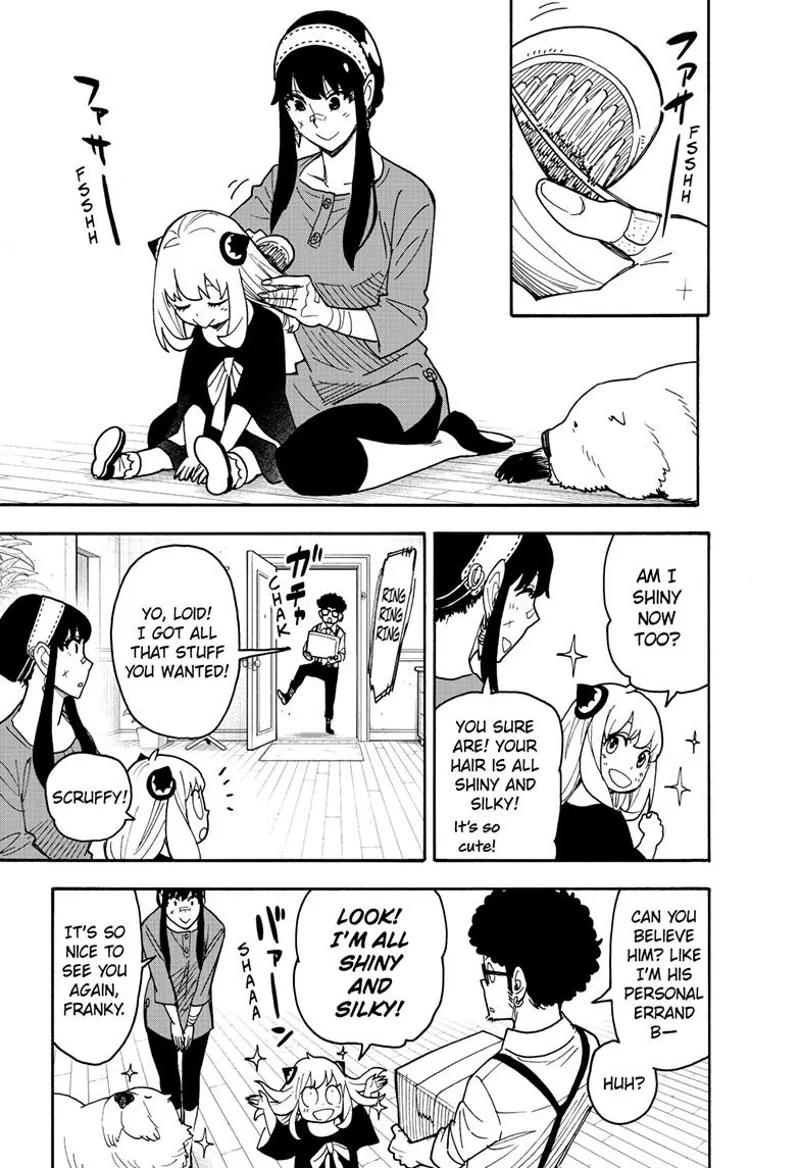 ファサー
FSSHH
ファサー
FSSHH
AM I
SHINY
NOW
TOO?
YOU SURE
ARE! YOUR
HAIR IS ALL
SHINY AND
SILKY!
It's so
cute!
RING
RING
RING
ガチャ
CHAK
YO, LOID!
I GOT ALL
THAT STUFF
YOU WANTED!
SCRUFFY!
CAN YOU
BELIEVE
HIM? LIKE
I'M HIS
PERSONAL
ERRAND
B—
HUH?
LOOK!
I'M ALL
SHINY
AND
SILKY!
バァーン
SHAAA
IT'S SO
NICE TO
SEE YOU
AGAIN,
FRANKY.